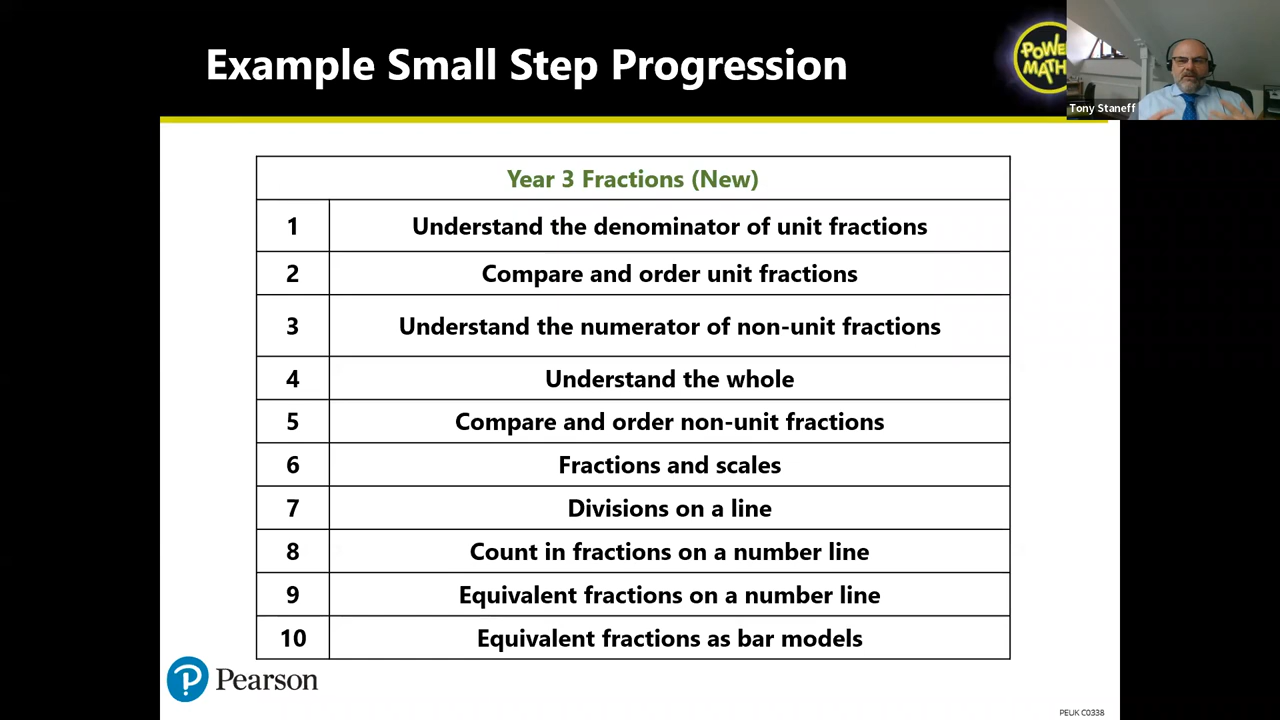 Example Small Step Progression
POWE
MATH
Tony Staneff
Year 3 Fractions (New)
1 Understand the denominator of unit fractions
2 Compare and order unit fractions
3 Understand the numerator of non-unit fractions
4 Understand the whole
5 Compare and order non-unit fractions
6 Fractions and scales
7 Divisions on a line
8 Count in fractions on a number line
9 Equivalent fractions on a number line
10 Equivalent fractions as bar models
P Pearson
PEUK C0338